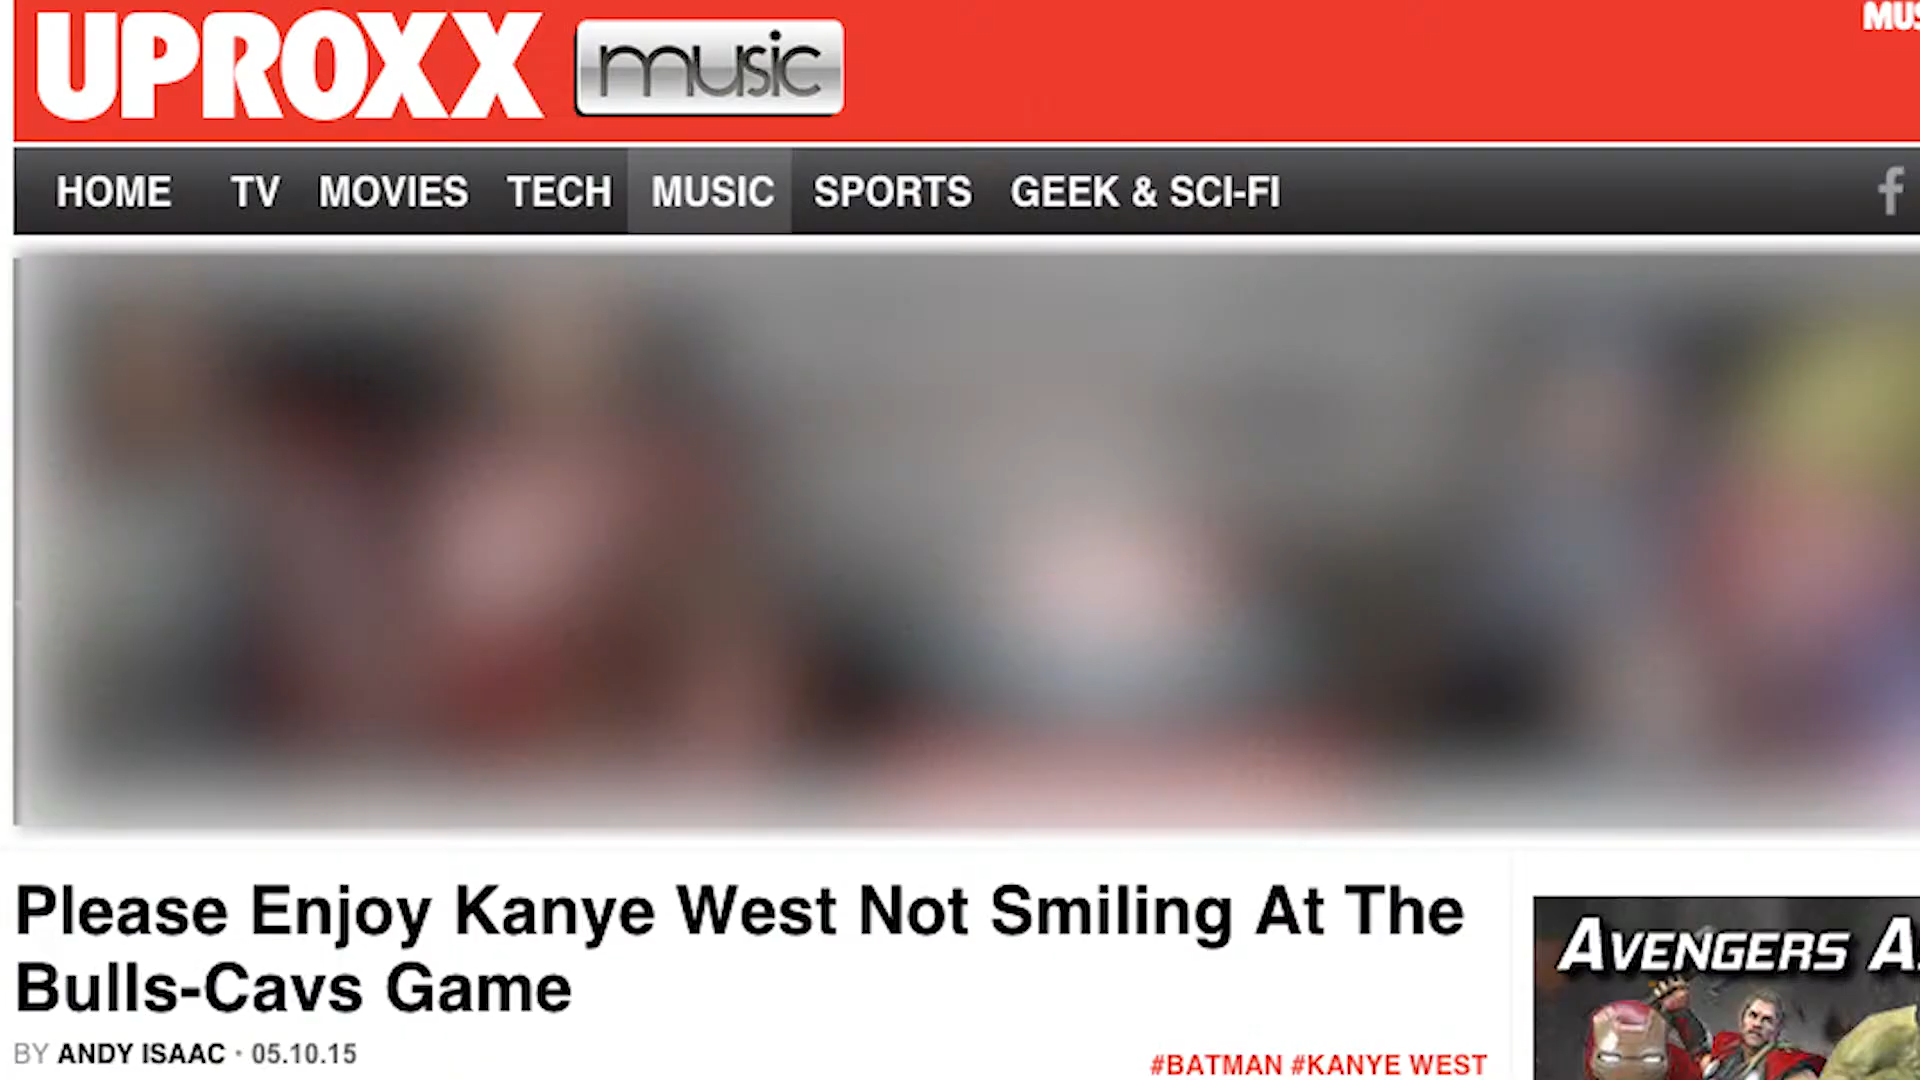 UPROXX music
MUS
HOME TV MOVIES TECH MUSIC SPORTS GEEK & SCI-FI f
Please Enjoy Kanye West Not Smiling At The
Bulls-Cavs Game
BY ANDY ISAAC · 05.10.15
#BATMAN #KANYE WEST
AVENGERS A